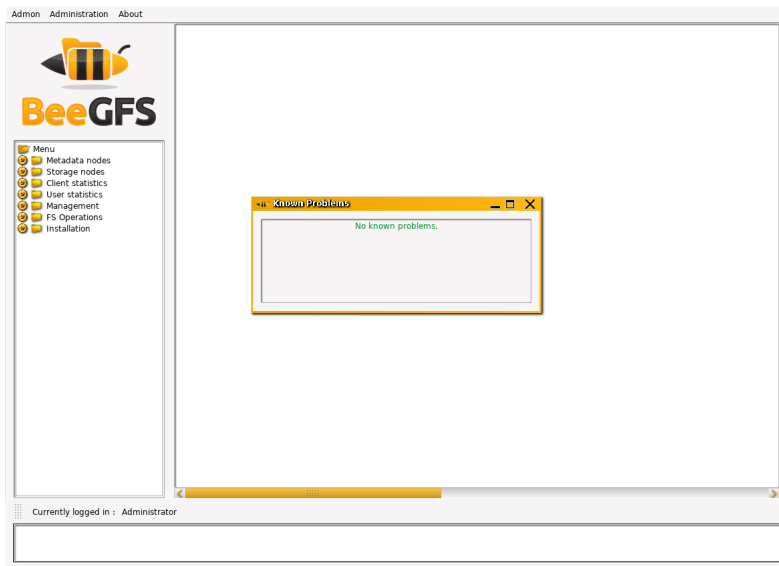 Admon Administration About
BeeGFS
Menu
Metadata nodes
Storage nodes
Client statistics
User statistics
Management
FS Operations
Installation
Known Problems
No known problems.
Currently logged in : Administrator